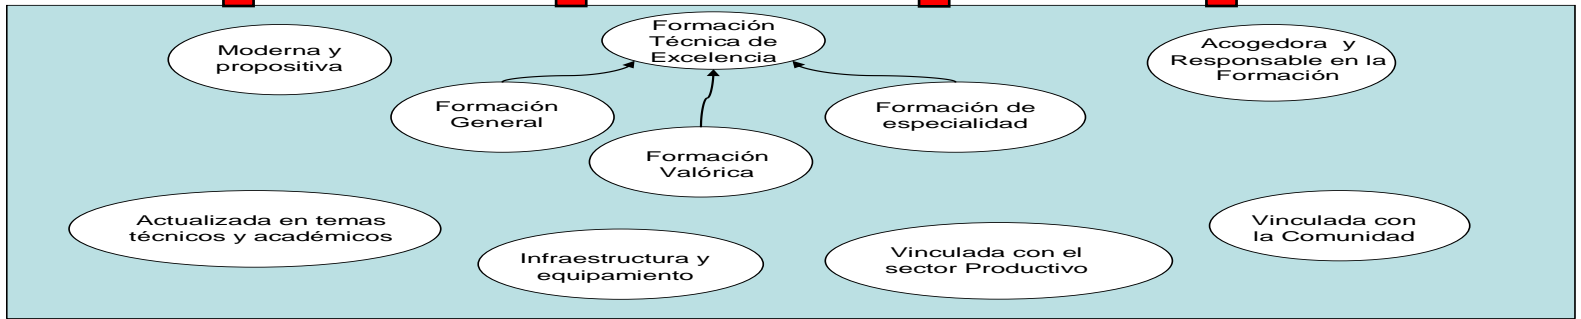 Moderna y
propositiva
Formación
Técnica de
Excelencia
Acogedora y
Responsable en la
Formación
Formación
General
Formación
Valórica
Formación de
especialidad
Actualizada en temas
técnicos y académicos
Infraestructura y
equipamiento
Vinculada con el
sector Productivo
Vinculada con
la Comunidad